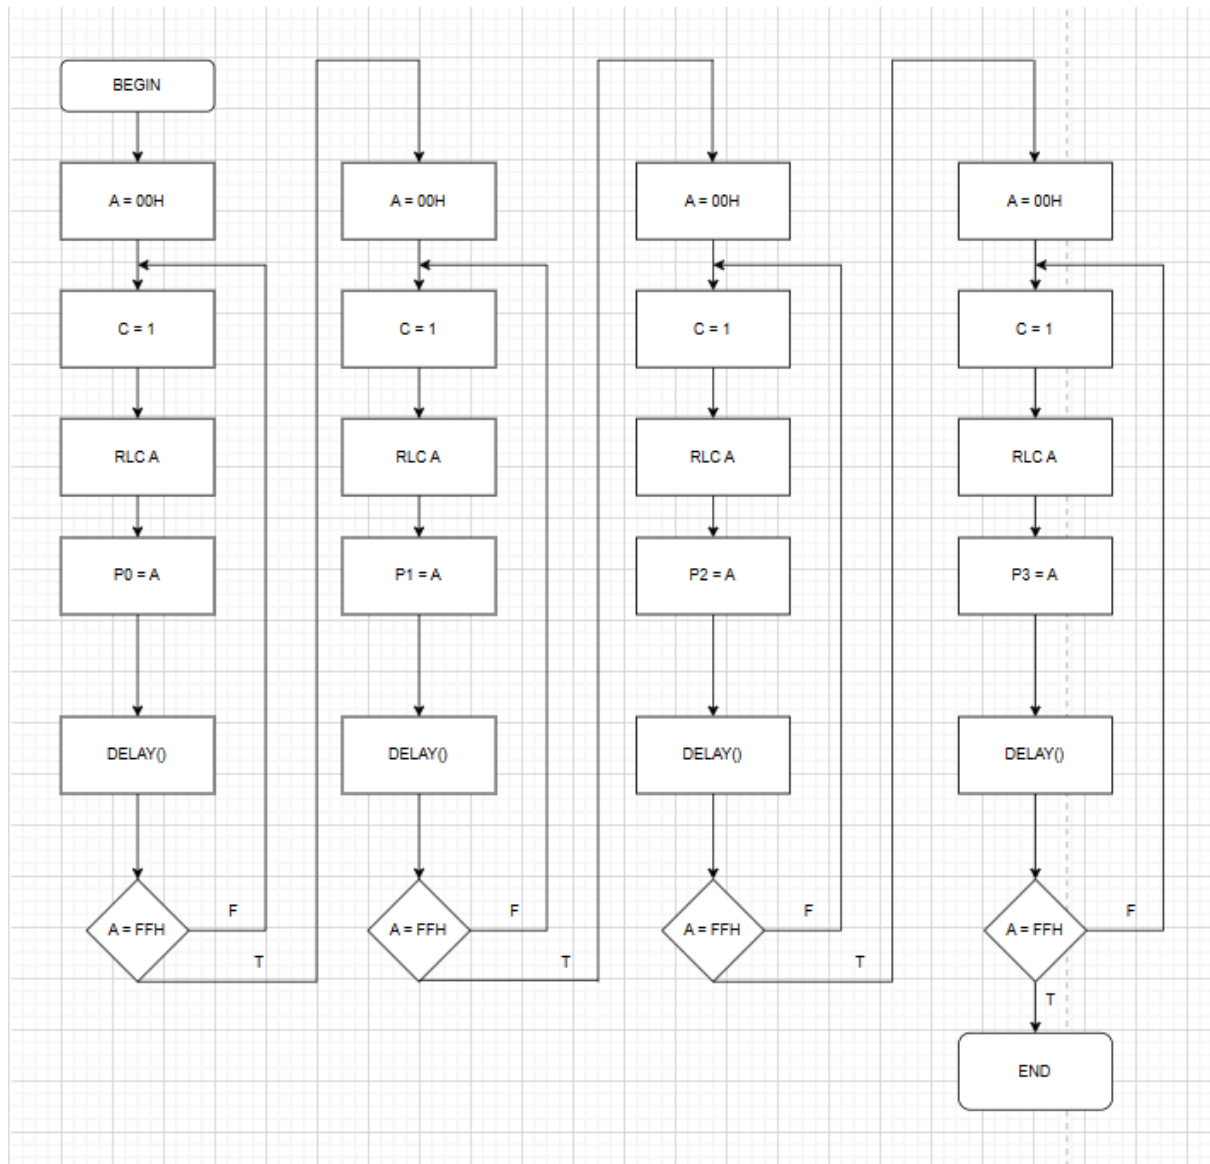 BEGIN
A = 00H
C = 1
RLC A
P0 = A
DELAY()
A = FFH
F
T
A = 00H
C = 1
RLC A
P1 = A
DELAY()
A = FFH
F
T
A = 00H
C = 1
RLC A
P2 = A
DELAY()
A = FFH
F
T
A = 00H
C = 1
RLC A
P3 = A
DELAY()
A = FFH
F
T
END